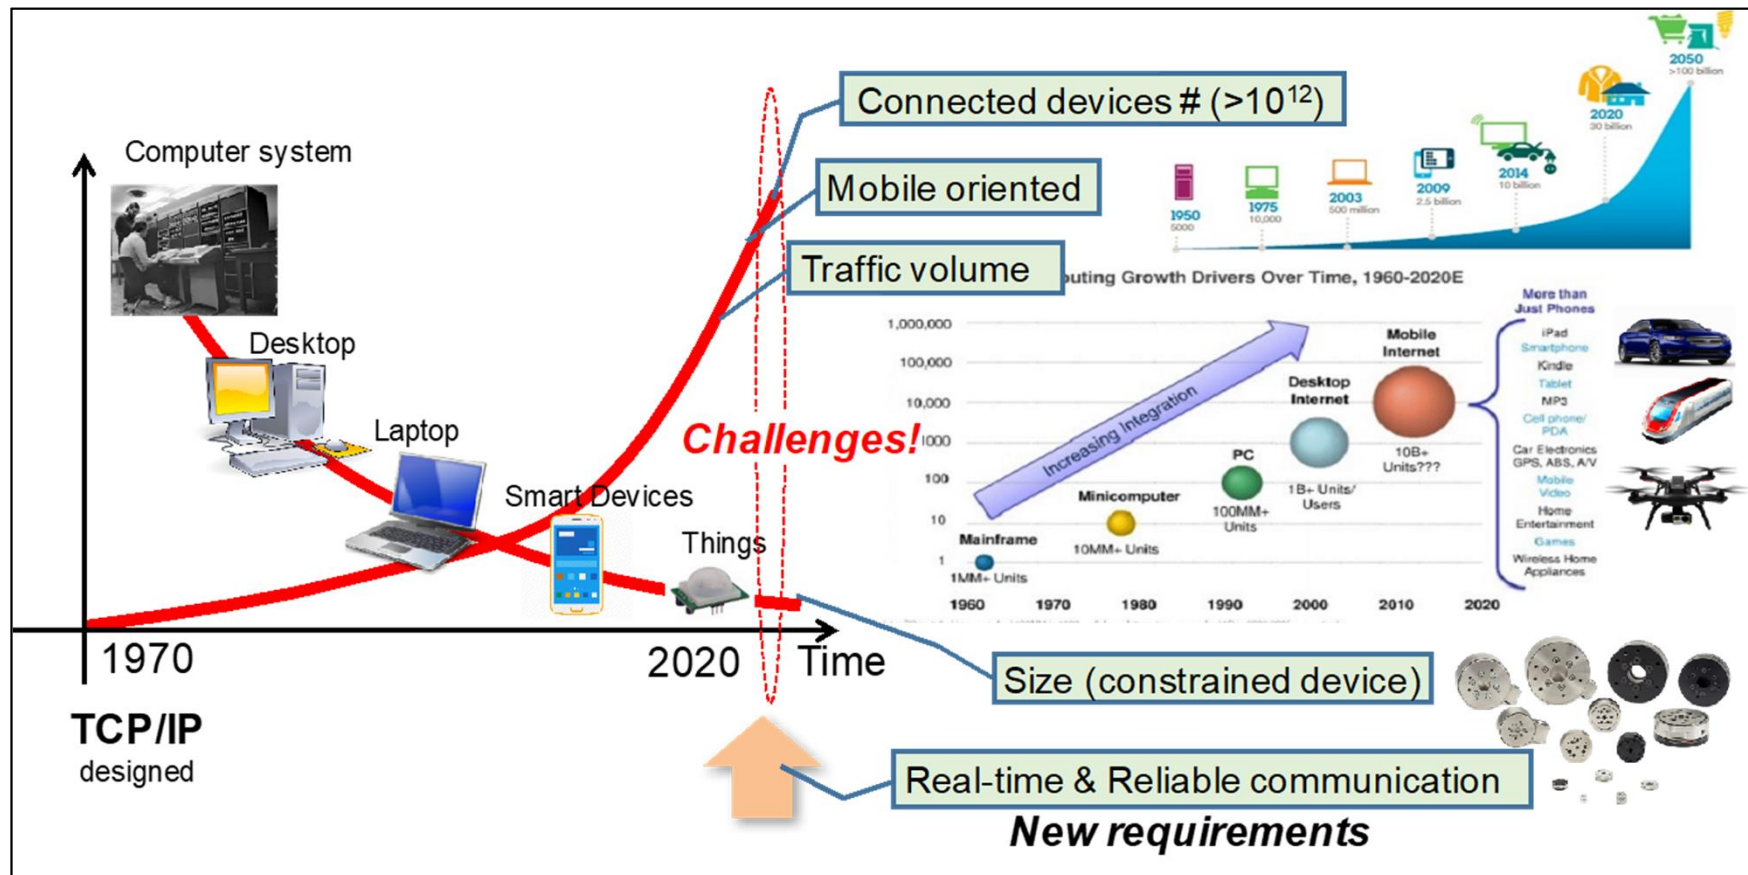 Computer system
Desktop
Laptop
Smart Devices
Things
Challenges!
1970
2020
Time
TCP/IP
designed
Connected devices # (>10¹²)
Mobile oriented
Traffic volume
Size (constrained device)
Real-time & Reliable communication
New requirements
1950
5000
1975
10,000
2003
500 million
2009
2.5 billion
2014
10 billion
2020
30 billion
2050
>100 billion
outing Growth Drivers Over Time, 1960-2020E
1,000,000
100,000
10,000
1000
100
10
1
Increasing Integration
Mainframe
1MM+ Units
Minicomputer
10MM+ Units
PC
100MM+
Units
Desktop
Internet
1B+ Units/
Users
Mobile
Internet
10B+
Units???
1960
1970
1980
1990
2000
2010
2020
More than
Just Phones
iPad
Smartphone
Kindle
Tablet
MP3
Cell phone/
PDA
Car Electronics
GPS, ABS, A/V
Mobile
Video
Home
Entertainment
Games
Wireless Home
Appliances